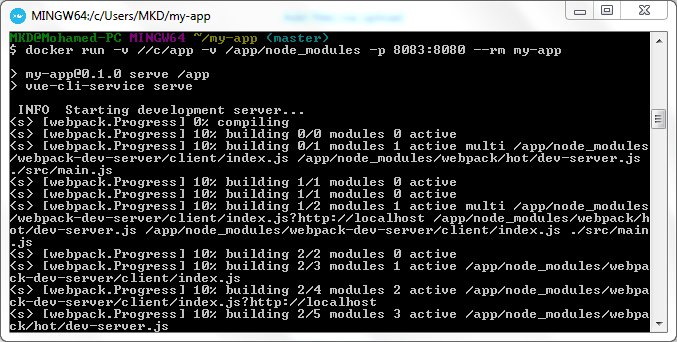 MINGW64:/c/Users/MKD/my-app
MKD@Mohamed-PC MINGW64 ~/my-app (master)
$ docker run -v //c/app -v /app/node_modules -p 8083:8080 --rm my-app
> my-app@0.1.0 serve /app
> vue-cli-service serve
INFO  Starting development server...
<s> [webpack.Progress] 0% compiling
<s> [webpack.Progress] 10% building 0/0 modules 0 active
<s> [webpack.Progress] 10% building 0/1 modules 1 active multi /app/node_modules
/webpack-dev-server/client/index.js /app/node_modules/webpack/hot/dev-server.js
./src/main.js
<s> [webpack.Progress] 10% building 1/1 modules 0 active
<s> [webpack.Progress] 10% building 1/1 modules 0 active
<s> [webpack.Progress] 10% building 1/2 modules 1 active multi /app/node_modules
/webpack-dev-server/client/index.js?http://localhost /app/node_modules/webpack/h
ot/dev-server.js /app/node_modules/webpack-dev-server/client/index.js ./src/main
.js
<s> [webpack.Progress] 10% building 2/2 modules 0 active
<s> [webpack.Progress] 10% building 2/3 modules 1 active /app/node_modules/webpa
ck-dev-server/client/index.js
<s> [webpack.Progress] 10% building 2/4 modules 2 active /app/node_modules/webpa
ck-dev-server/client/index.js?http://localhost
<s> [webpack.Progress] 10% building 2/5 modules 3 active /app/node_modules/webpa
ck/hot/dev-server.js